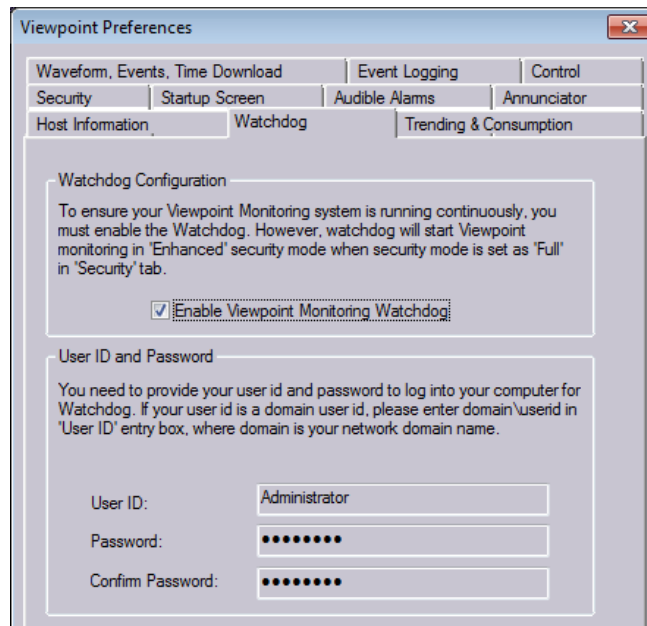 Viewpoint Preferences
Waveform, Events, Time Download
Event Logging
Control
Security
Startup Screen
Audible Alarms
Annunciator
Host Information
Watchdog
Trending & Consumption
Watchdog Configuration
To ensure your Viewpoint Monitoring system is running continuously, you
must enable the Watchdog. However, watchdog will start Viewpoint
monitoring in 'Enhanced' security mode when security mode is set as 'Full'
in 'Security' tab.
Enable Viewpoint Monitoring Watchdog
User ID and Password
You need to provide your user id and password to log into your computer for
Watchdog. If your user id is a domain user id, please enter domain\userid in
'User ID' entry box, where domain is your network domain name.
User ID:
Administrator
Password:
••••••••
Confirm Password:
••••••••